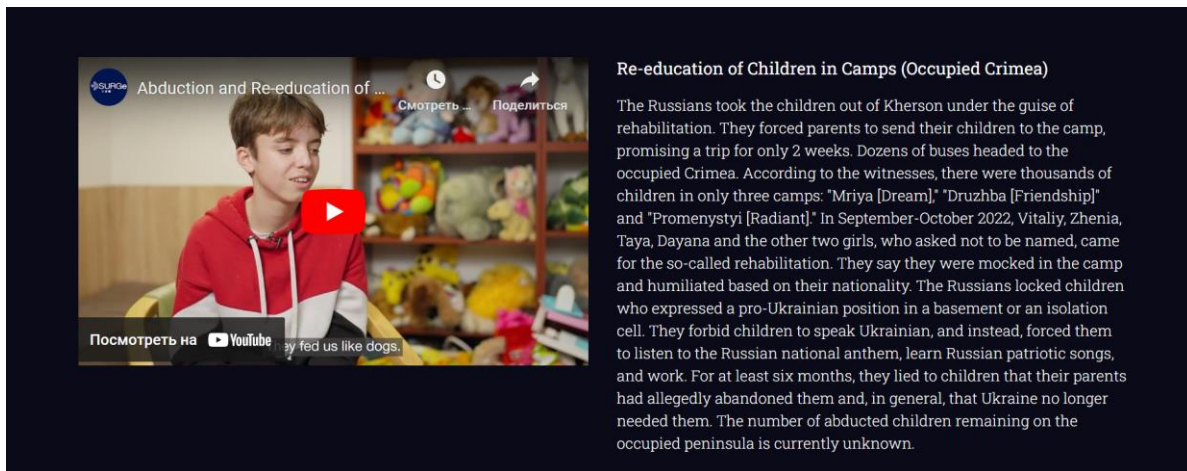 SURGe
Abduction and Re-education of ...
Смотреть ...
Поделиться
Посмотреть на YouTube
ey fed us like dogs.
Re-education of Children in Camps (Occupied Crimea)
The Russians took the children out of Kherson under the guise of
rehabilitation. They forced parents to send their children to the camp,
promising a trip for only 2 weeks. Dozens of buses headed to the
occupied Crimea. According to the witnesses, there were thousands of
children in only three camps: "Mriya [Dream]," "Druzhba [Friendship]"
and "Promenystyi [Radiant]." In September-October 2022, Vitaliy, Zhenia,
Taya, Dayana and the other two girls, who asked not to be named, came
for the so-called rehabilitation. They say they were mocked in the camp
and humiliated based on their nationality. The Russians locked children
who expressed a pro-Ukrainian position in a basement or an isolation
cell. They forbid children to speak Ukrainian, and instead, forced them
to listen to the Russian national anthem, learn Russian patriotic songs,
and work. For at least six months, they lied to children that their parents
had allegedly abandoned them and, in general, that Ukraine no longer
needed them. The number of abducted children remaining on the
occupied peninsula is currently unknown.